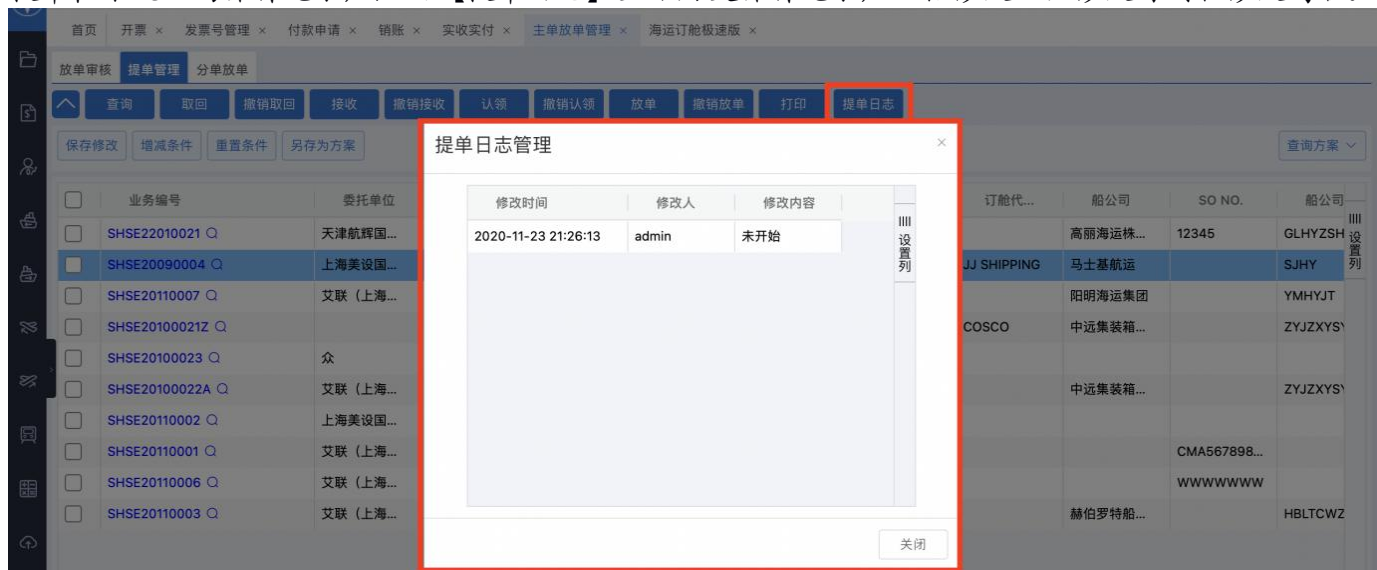 首页 开票 × 发票号管理 × 付款申请 × 销账 × 实收实付 × 主单放单管理 × 海运订舱极速版 ×
放单审核 提单管理 分单放单
查询 取回 撤销取回 接收 撤销接收 认领 撤销认领 放单 撤销放单 打印 提单日志
保存修改 增减条件 重置条件 另存为方案 查询方案
提单日志管理 ×
业务编号 委托单位 订舱代... 船公司 SO NO. 船公司
修改时间 修改人 修改内容
2020-11-23 21:26:13 admin 未开始
设置列
设置列
SHSE22010021 天津航辉国... 高丽海运株... 12345 GLHYZSH
SHSE20090004 上海美设国... JJ SHIPPING 马士基航运 SJHY
SHSE20110007 艾联（上海... 阳明海运集团 YMHYJT
SHSE20100021Z COSCO 中远集装箱... ZYJZXYS
SHSE20100023 众
SHSE20100022A 艾联（上海... 中远集装箱... ZYJZXYS
SHSE20110002 上海美设国...
SHSE20110001 艾联（上海... CMA567898...
SHSE20110006 艾联（上海... WWWWWWW
SHSE20110003 艾联（上海... 赫伯罗特船... HBLTCWZ
关闭